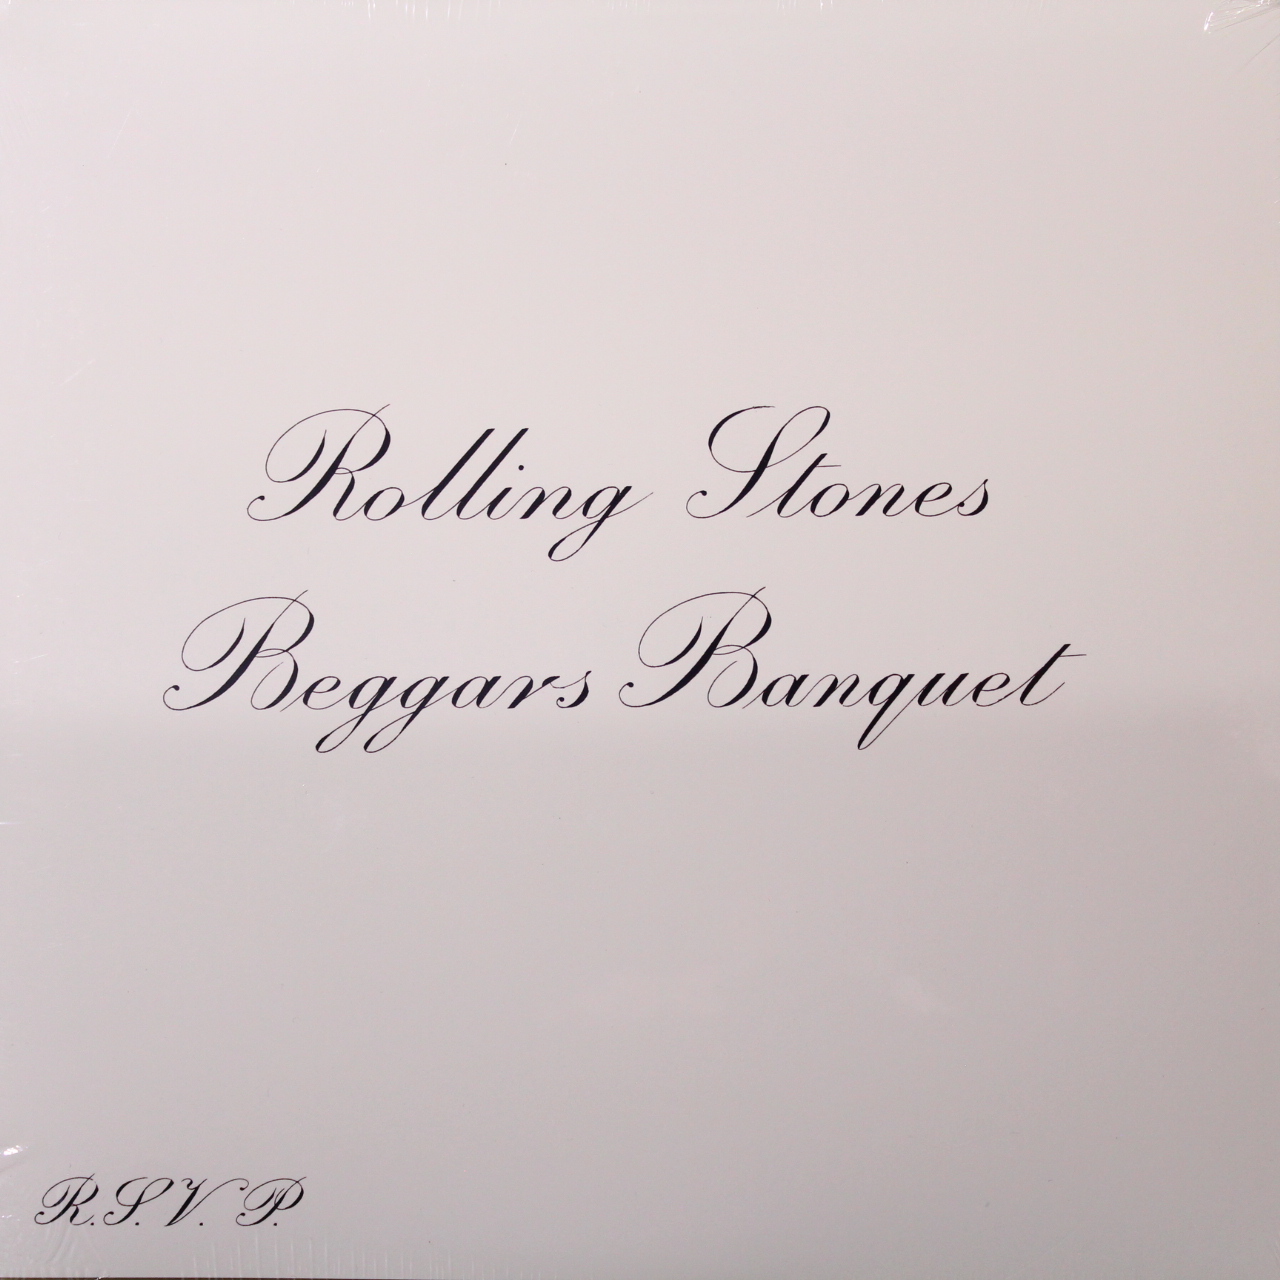 Rolling Stones
Beggars Banquet
R.S.V.P.